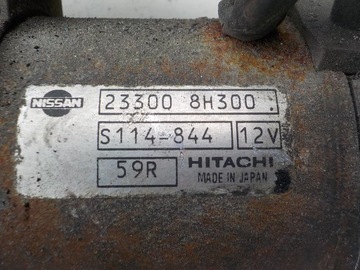 NISSAN 23300 8H300.
S114-844 12V
59R HITACHI
MADE IN JAPAN